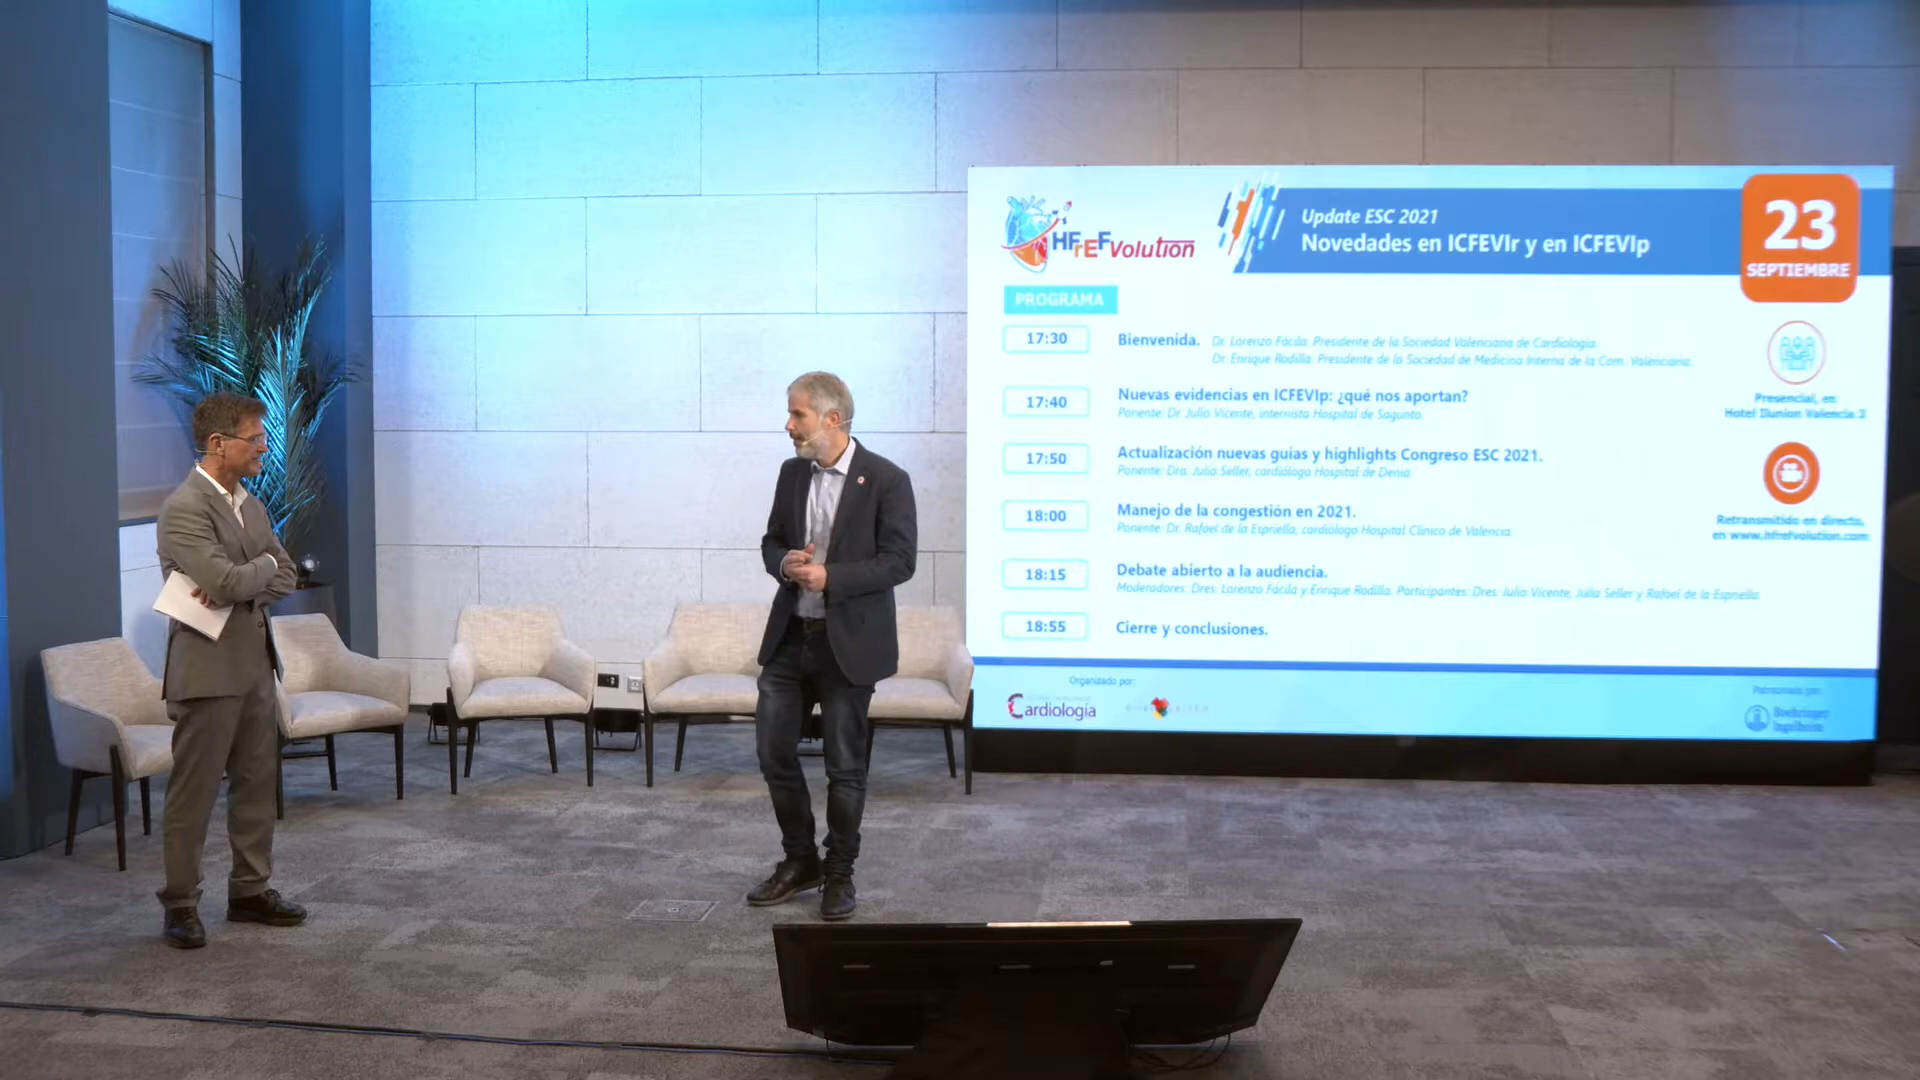 HFrEFVolution
Update ESC 2021
Novedades en ICFEVIr y en ICFEVIp
23
SEPTIEMBRE
PROGRAMA
17:30
Bienvenida. Dr. Lorenzo Fácila. Presidente de la Sociedad Valenciana de Cardiología.
Dr. Enrique Rodilla. Presidente de la Sociedad de Medicina Interna de la Com. Valenciana.
17:40
Nuevas evidencias en ICFEVIp: ¿qué nos aportan?
Ponente: Dr. Julio Vicente, internista Hospital de Sagunto.
17:50
Actualización nuevas guías y highlights Congreso ESC 2021.
Ponente: Dra. Julia Seller, cardióloga Hospital de Denia
18:00
Manejo de la congestión en 2021.
Ponente: Dr. Rafael de la Espriella, cardiólogo Hospital Clínico de Valencia
18:15
Debate abierto a la audiencia.
Moderadores: Dres. Lorenzo Fácila y Enrique Rodilla. Participantes: Dres. Julio Vicente, Julia Seller y Rafael de la Espriella
18:55
Cierre y conclusiones.
Presencial, en
Hotel Ilunion Valencia 3
Retransmitido en directo,
en www.hfrefvolution.com
Organizado por:
Cardiología
Patrocinado por:
Boehringer
Ingelheim